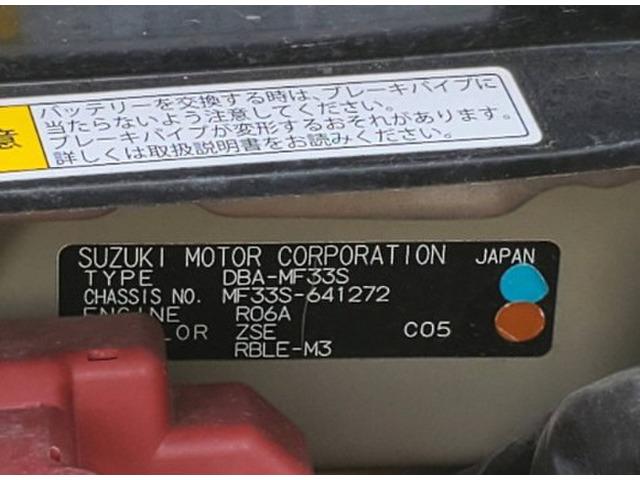 意
バッテリーを交換する時は、ブレーキパイプに
当たらないよう注意してください。
ブレーキパイプが変形するおそれがあります。
詳しくは取扱説明書をお読みください。
SUZUKI MOTOR CORPORATION JAPAN
TYPE DBA-MF33S
CHASSIS NO. MF33S-641272
ENGINE R06A
OLOR ZSE C05
RBLE-M3